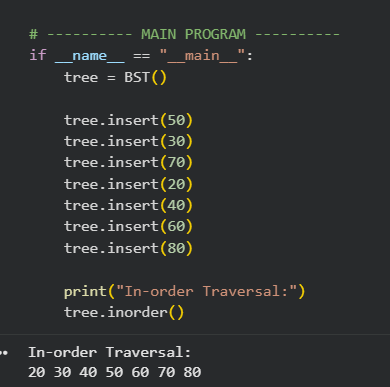 # ---------- MAIN PROGRAM ----------
if __name__ == "__main__":
    tree = BST()
    tree.insert(50)
    tree.insert(30)
    tree.insert(70)
    tree.insert(20)
    tree.insert(40)
    tree.insert(60)
    tree.insert(80)
    print("In-order Traversal:")
    tree.inorder()
In-order Traversal:
20 30 40 50 60 70 80